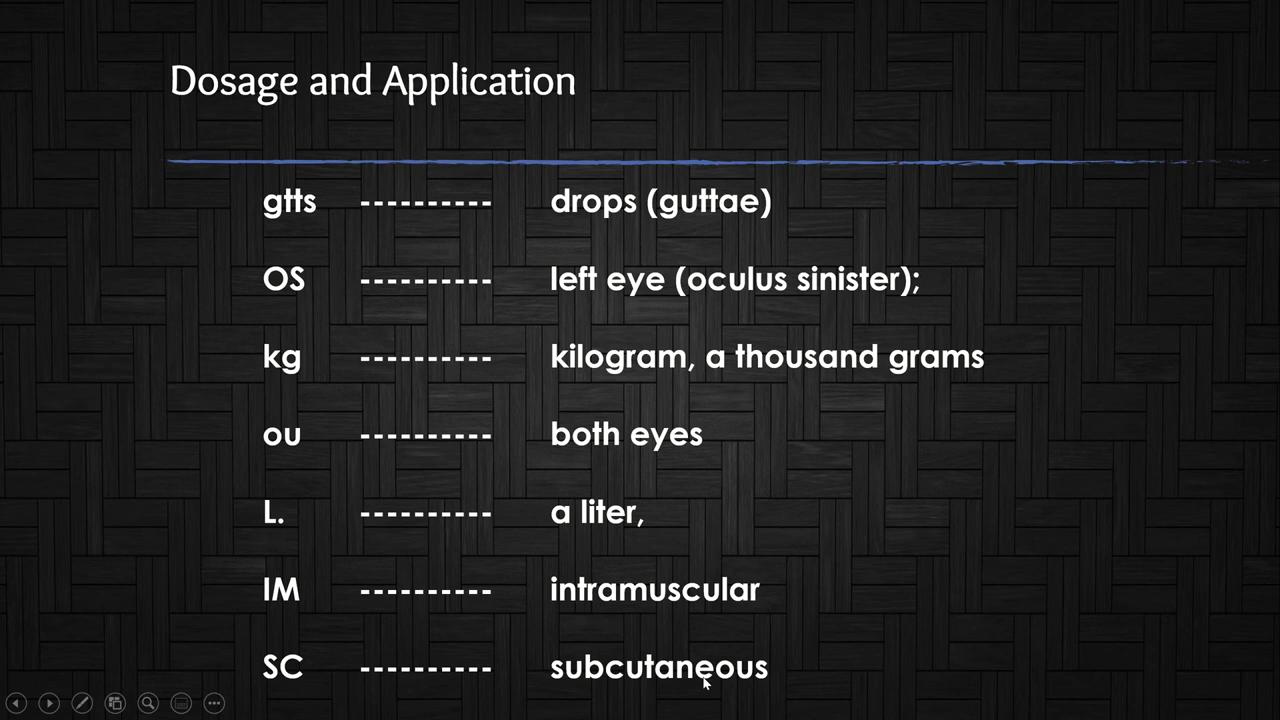 Dosage and Application
gtts ---------- drops (guttae)
OS ---------- left eye (oculus sinister);
kg ---------- kilogram, a thousand grams
ou ---------- both eyes
L. ---------- a liter,
IM ---------- intramuscular
SC ---------- subcutaneous